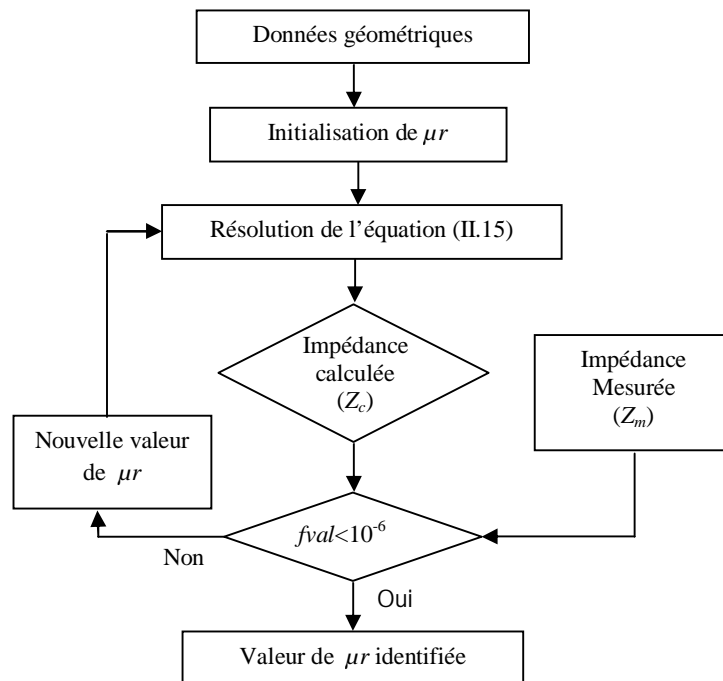 Données géométriques
Initialisation de µr
Résolution de l’équation (II.15)
Impédance
calculée
(Zc)
Impédance
Mesurée
(Zm)
Nouvelle valeur
de µr
fval<10-6
Non
Oui
Valeur de µr identifiée